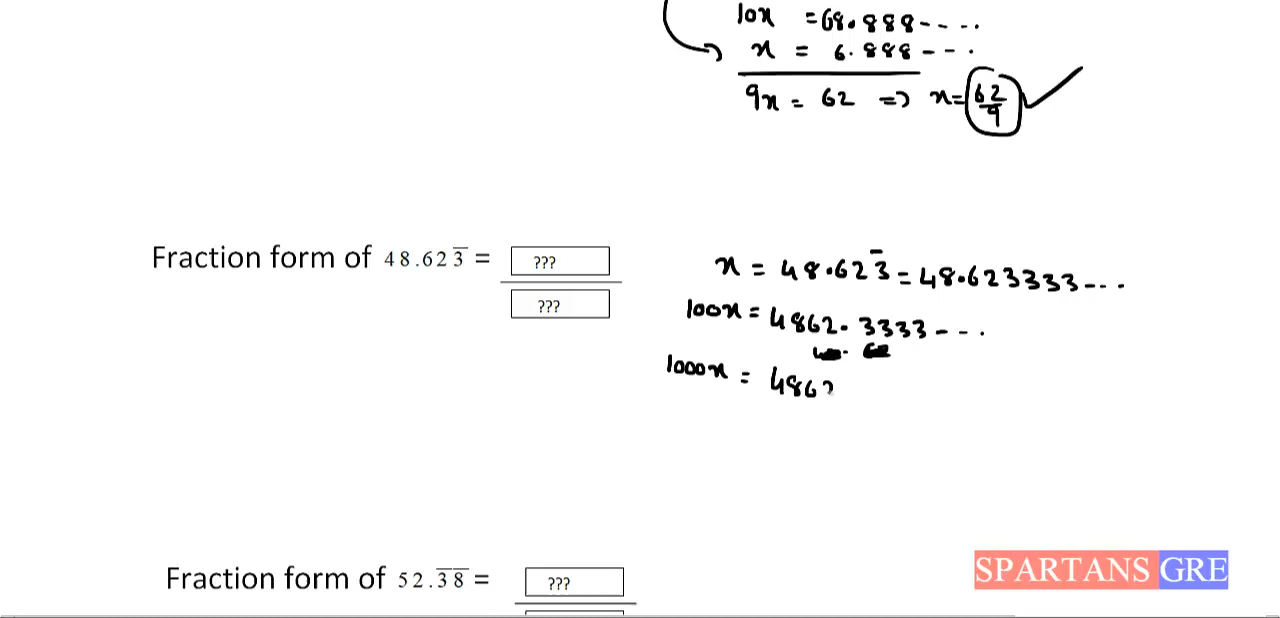 10x = 68.888--..
x = 6.888--.
9x = 62 => x = 62/9
Fraction form of 48.623̅ = ???
???
x = 48.623̅ = 48.623333--..
100x = 4862.3333--.
1000x = 4862
Fraction form of 52.3̅8̅ = ???
SPARTANS GRE